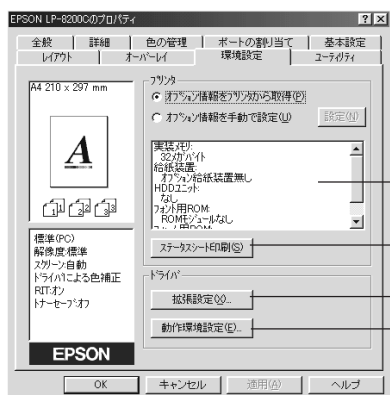 EPSON LP-8200Cのプロパティ
全般 詳細 色の管理 ポートの割り当て 基本設定
レイアウト オーバーレイ 環境設定 ユーティリティ
A4 210 x 297 mm
A
1 2 3
標準(PC)
解像度:標準
スクリーン:自動
ドライバによる色補正
RIT:オン
トナーセーブ:オフ
EPSON
プリンタ
オプション情報をプリンタから取得(P)
オプション情報を手動で設定(U)
設定(N)
実装メモリ:
32メガバイト
給紙装置:
オプション給紙装置無し
HDDユニット:
なし
フォント用ROM:
ROMモジュールなし
ステータスシート印刷(S)
ドライバ
拡張設定(X)...
動作環境設定(E)...
OK キャンセル 適用(A) ヘルプ